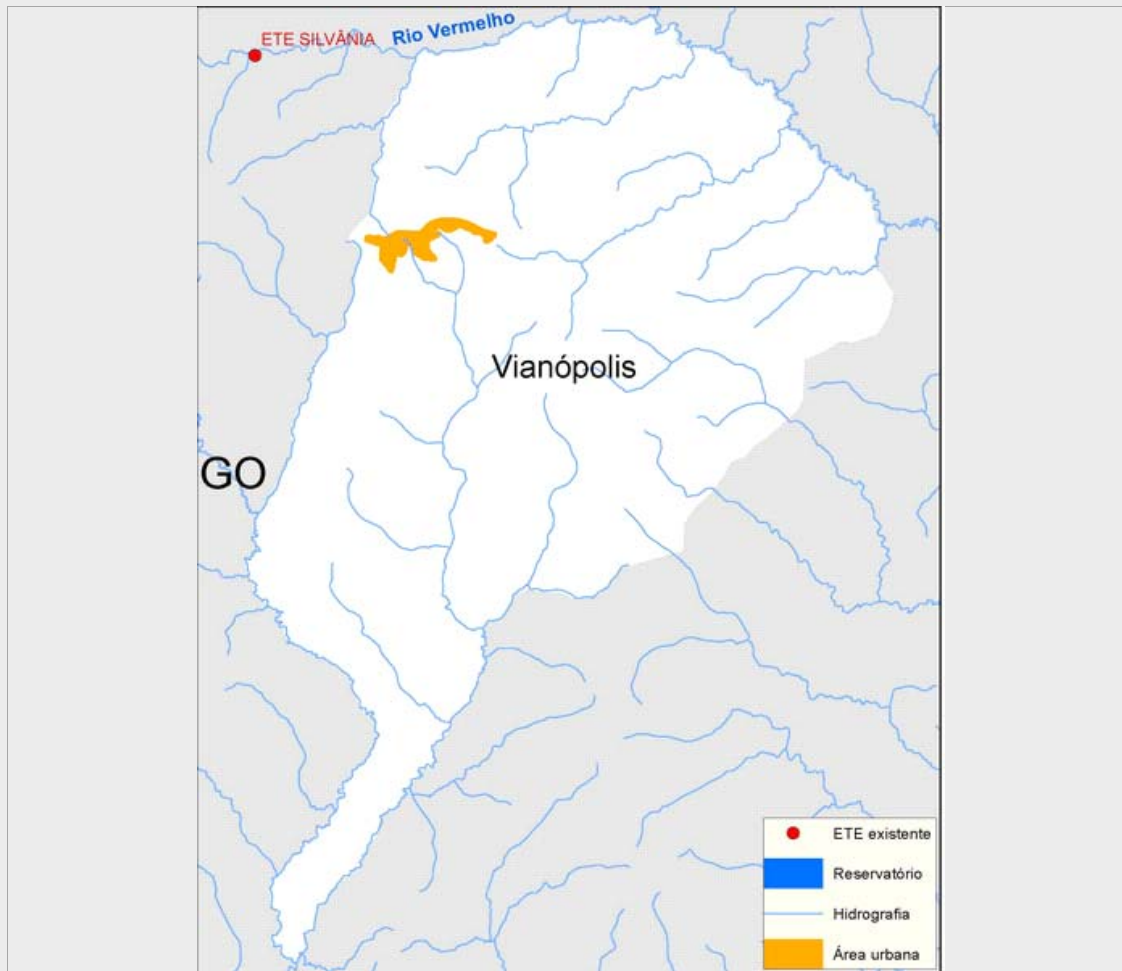 ETE SILVÂNIA
Rio Vermelho
Vianópolis
GO
ETE existente
Reservatório
Hidrografia
Área urbana